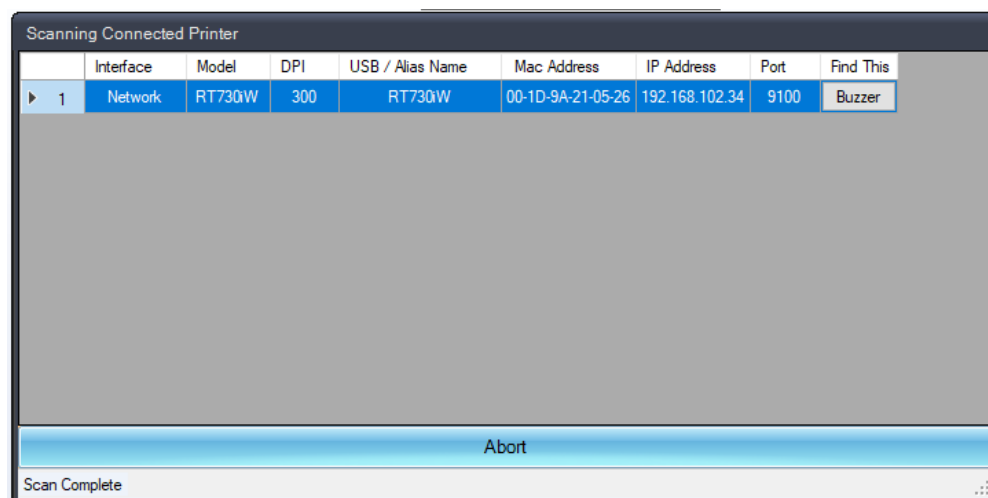 Scanning Connected Printer
Interface Model DPI USB / Alias Name Mac Address IP Address Port Find This
1 Network RT730iW 300 RT730iW 00-1D-9A-21-05-26 192.168.102.34 9100 Buzzer
Abort
Scan Complete